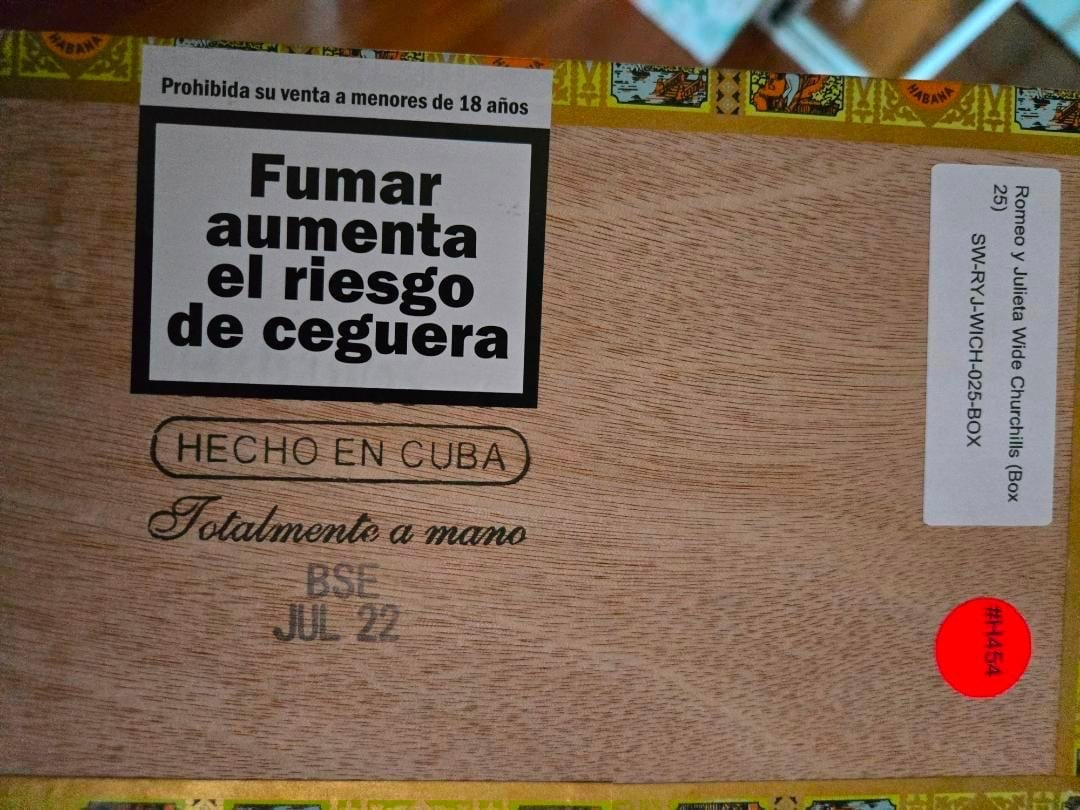 HABANA
HABANA
Prohibida su venta a menores de 18 años
Fumar
aumenta
el riesgo
de ceguera
HECHO EN CUBA
Totalmente a mano
BSE
JUL 22
Romeo y Julieta Wide Churchills (Box
25)
SW-RYJ-WICH-025-BOX
#H454